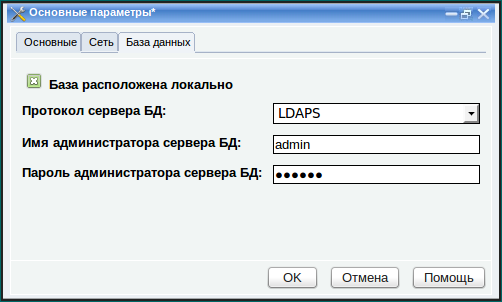 Основные параметры*
Основные Сеть База данных
База расположена локально
Протокол сервера БД: LDAPS
Имя администратора сервера БД: admin
Пароль администратора сервера БД: ●●●●●●
OK Отмена Помощь